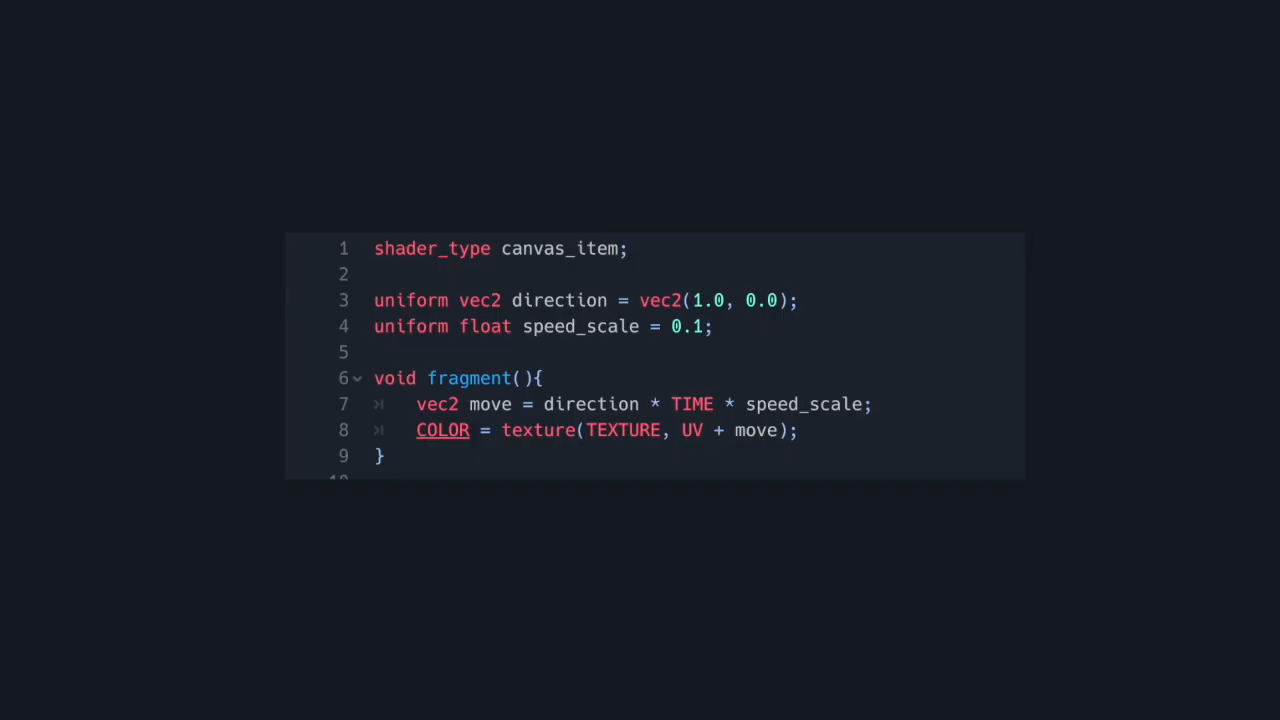 1 shader_type canvas_item;
2
3 uniform vec2 direction = vec2(1.0, 0.0);
4 uniform float speed_scale = 0.1;
5
6 void fragment(){
7 vec2 move = direction * TIME * speed_scale;
8 COLOR = texture(TEXTURE, UV + move);
9 }
10